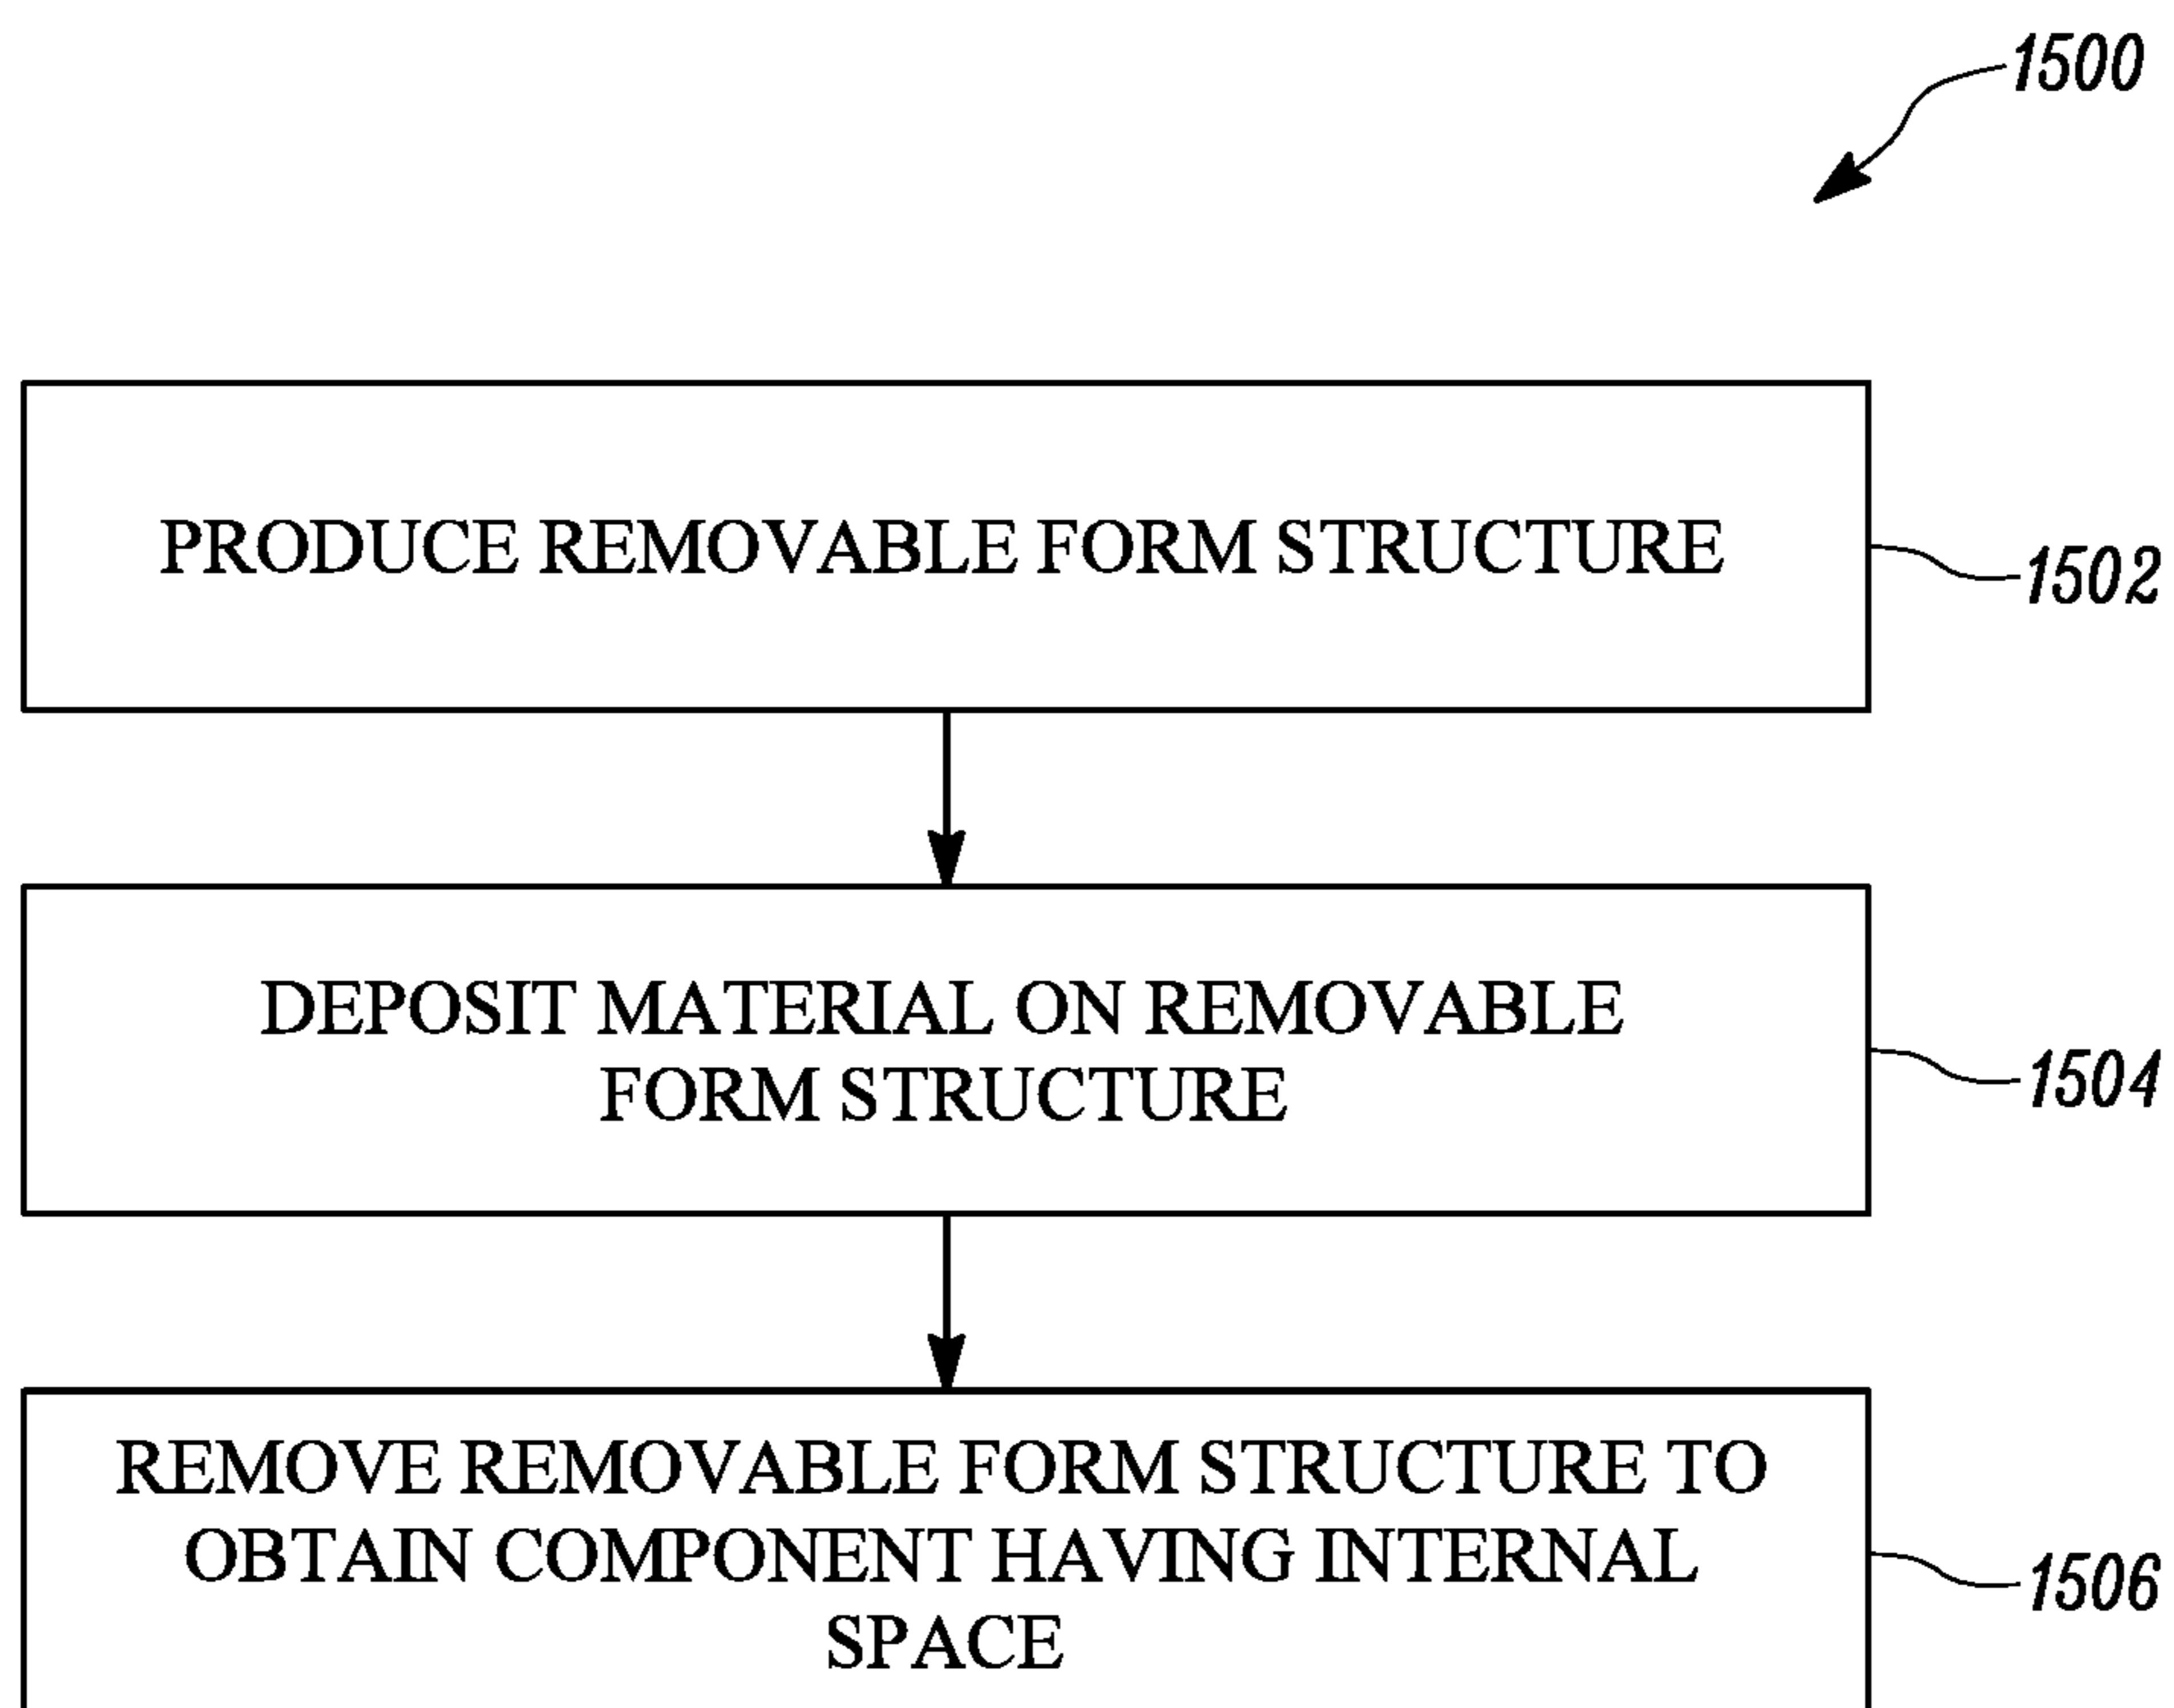 1500
PRODUCE REMOVABLE FORM STRUCTURE
1502
DEPOSIT MATERIAL ON REMOVABLE
FORM STRUCTURE
1504
REMOVE REMOVABLE FORM STRUCTURE TO
OBTAIN COMPONENT HAVING INTERNAL
SPACE
1506